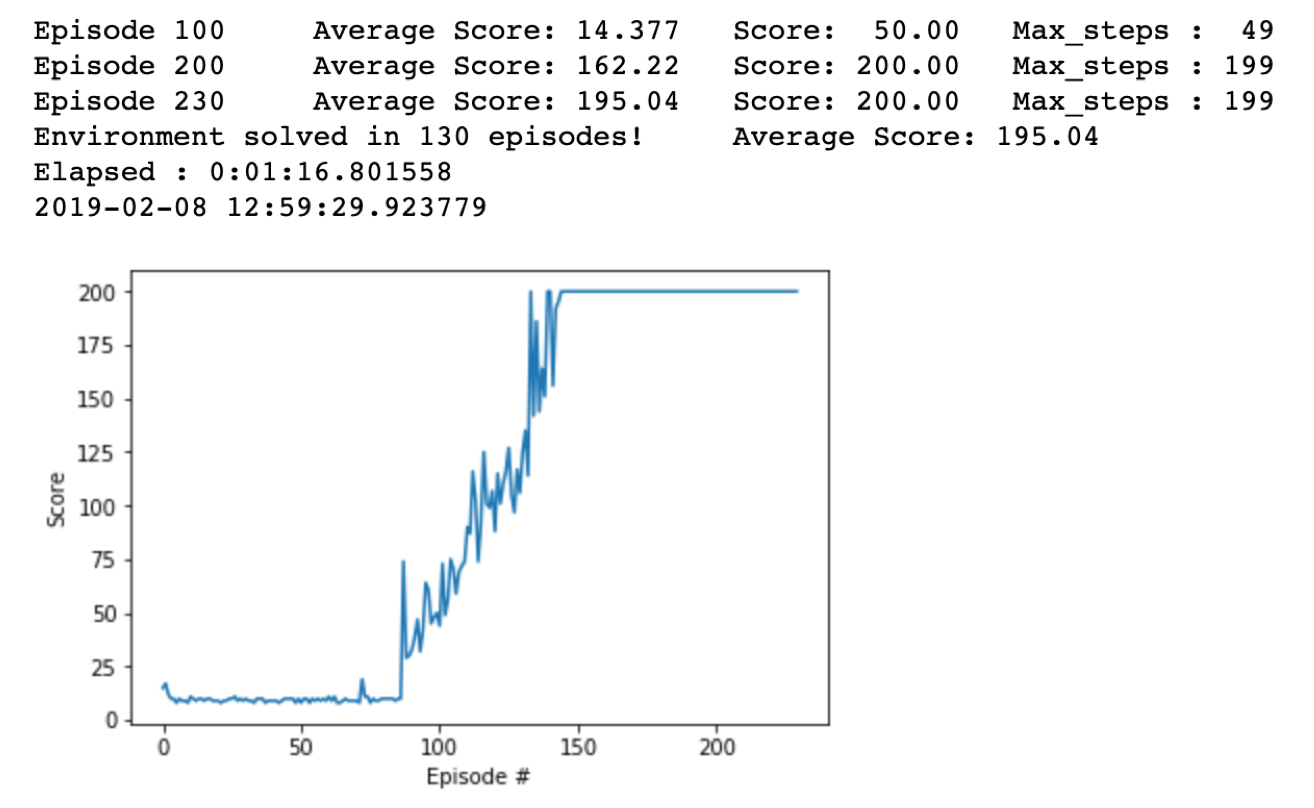 Episode 100     Average Score: 14.377   Score:  50.00   Max_steps :  49
Episode 200     Average Score: 162.22   Score: 200.00   Max_steps : 199
Episode 230     Average Score: 195.04   Score: 200.00   Max_steps : 199
Environment solved in 130 episodes!     Average Score: 195.04
Elapsed : 0:01:16.801558
2019-02-08 12:59:29.923779
200
175
150
125
100
75
50
25
0
Score
0 50 100 150 200
Episode #